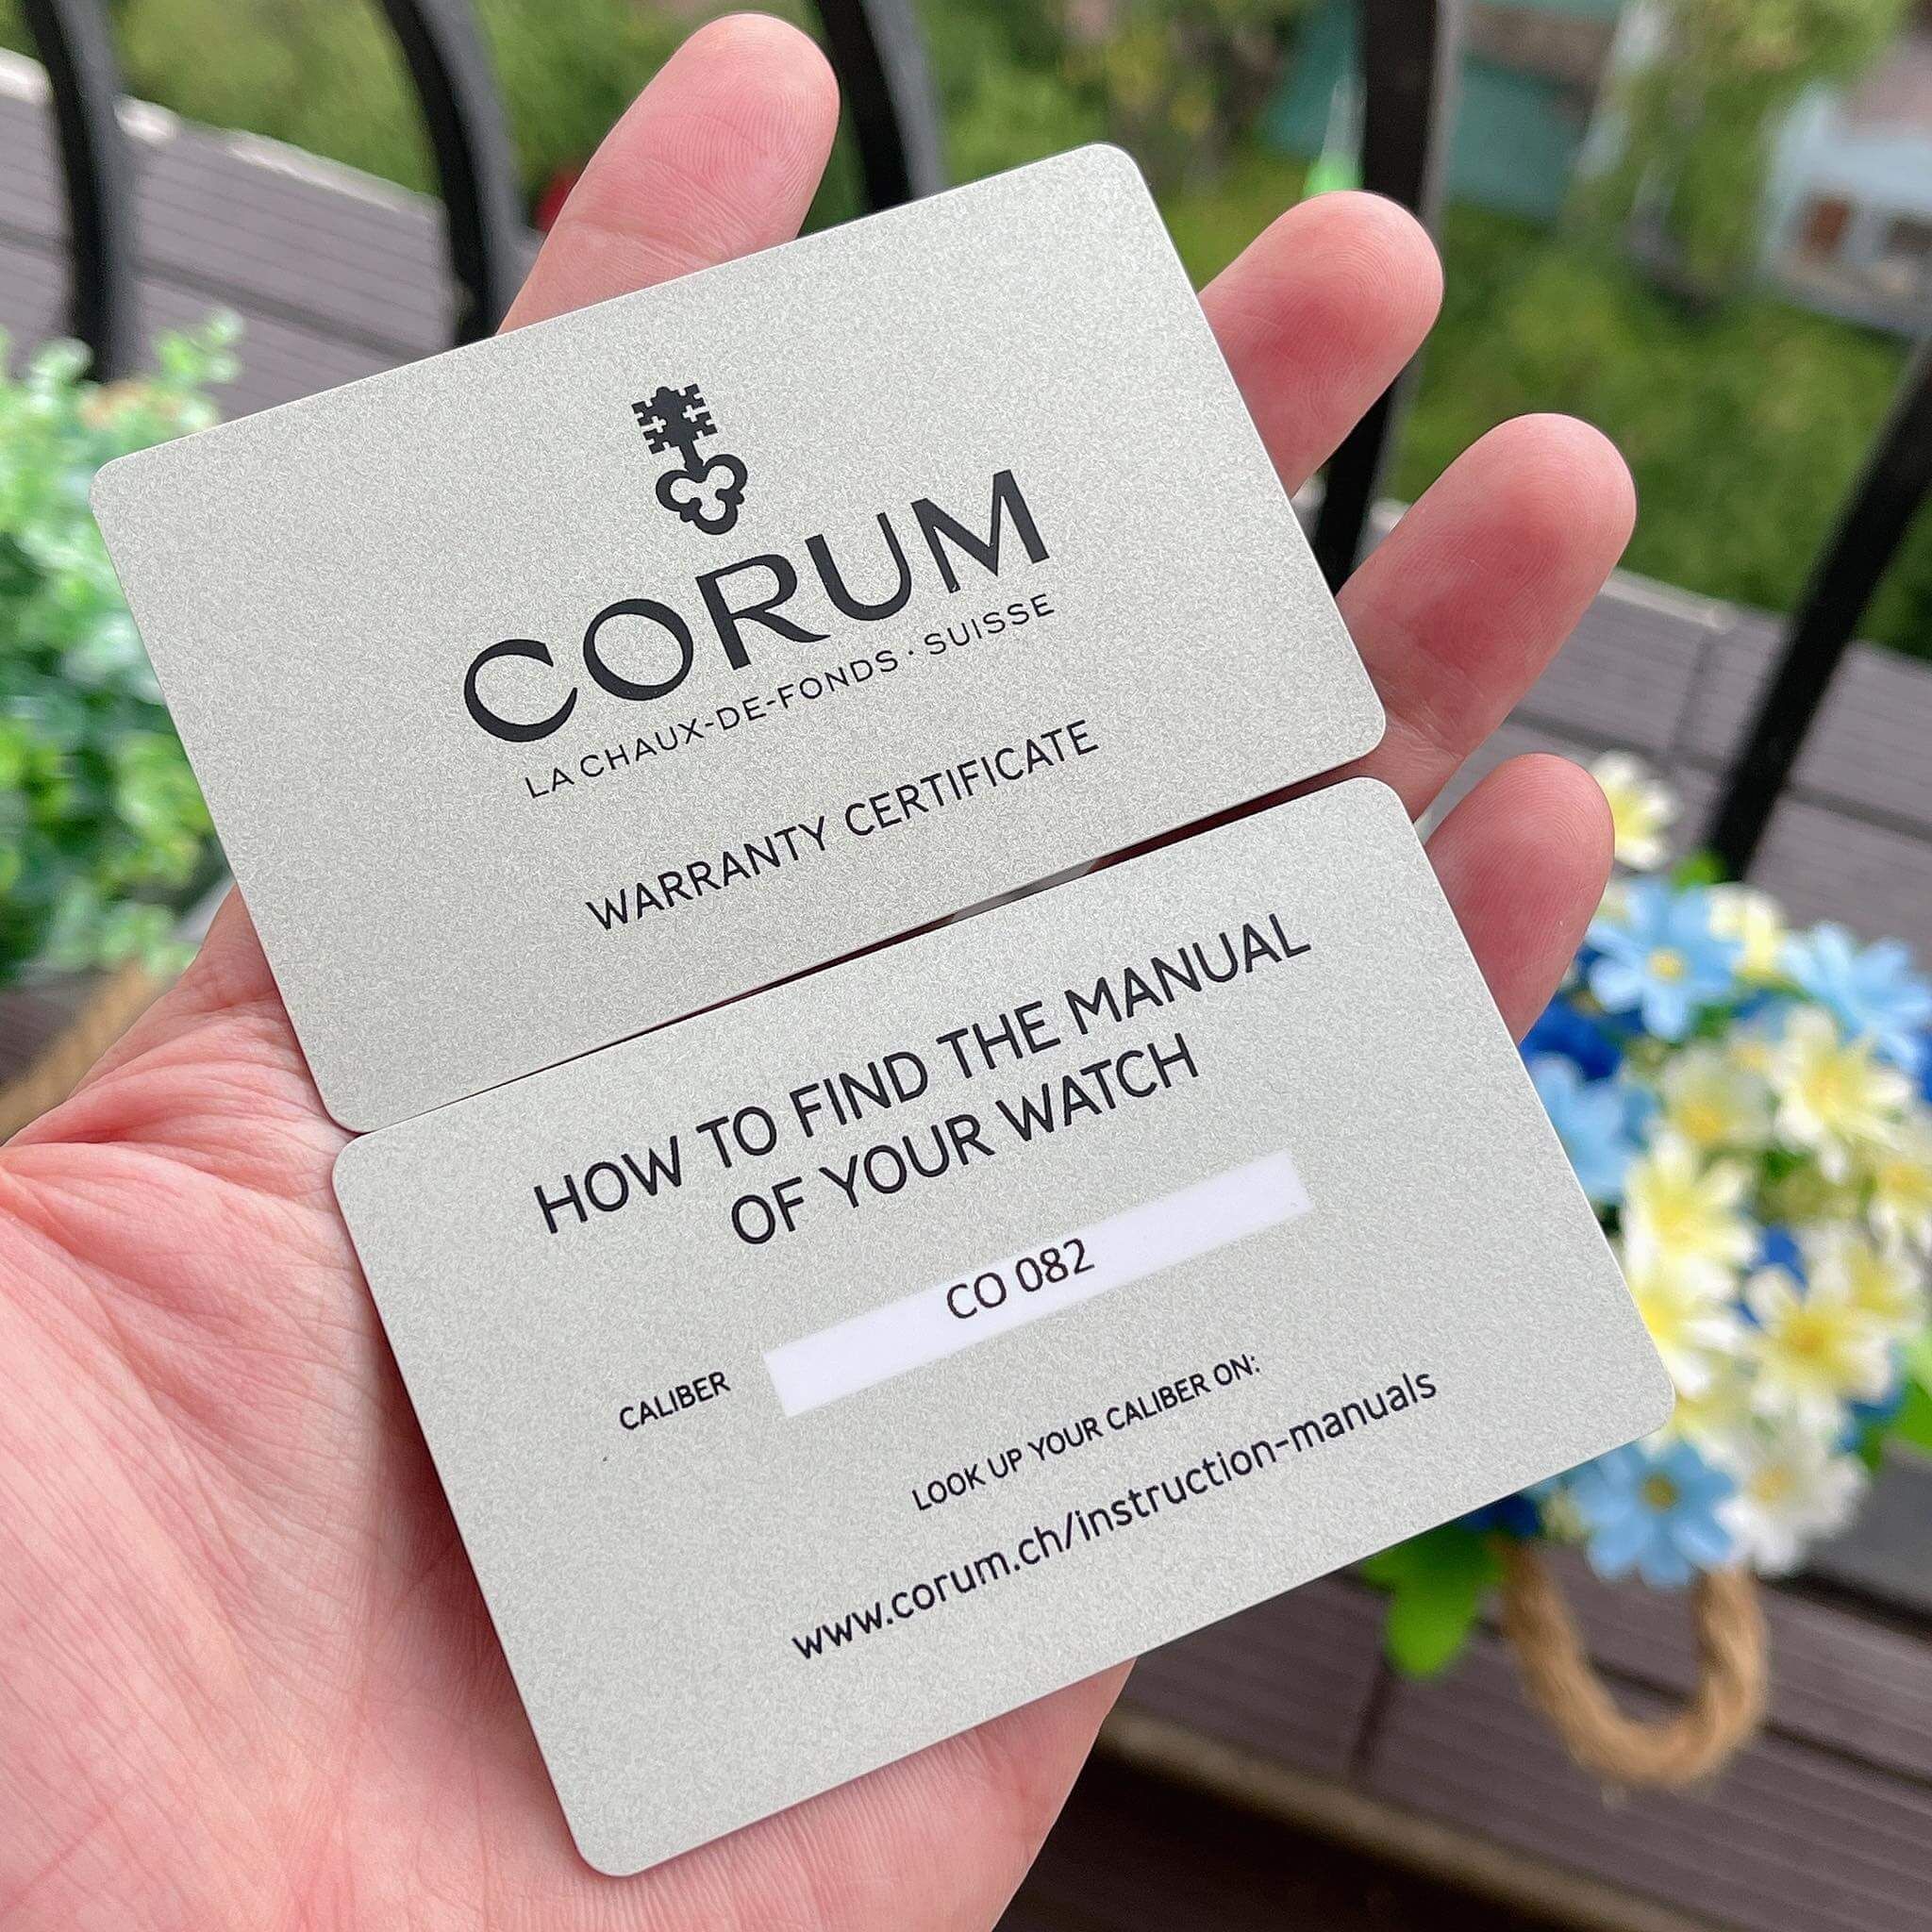 CORUM
LA CHAUX-DE-FONDS · SUISSE
WARRANTY CERTIFICATE
HOW TO FIND THE MANUAL
OF YOUR WATCH
CALIBER CO 082
LOOK UP YOUR CALIBER ON:
www.corum.ch/instruction-manuals